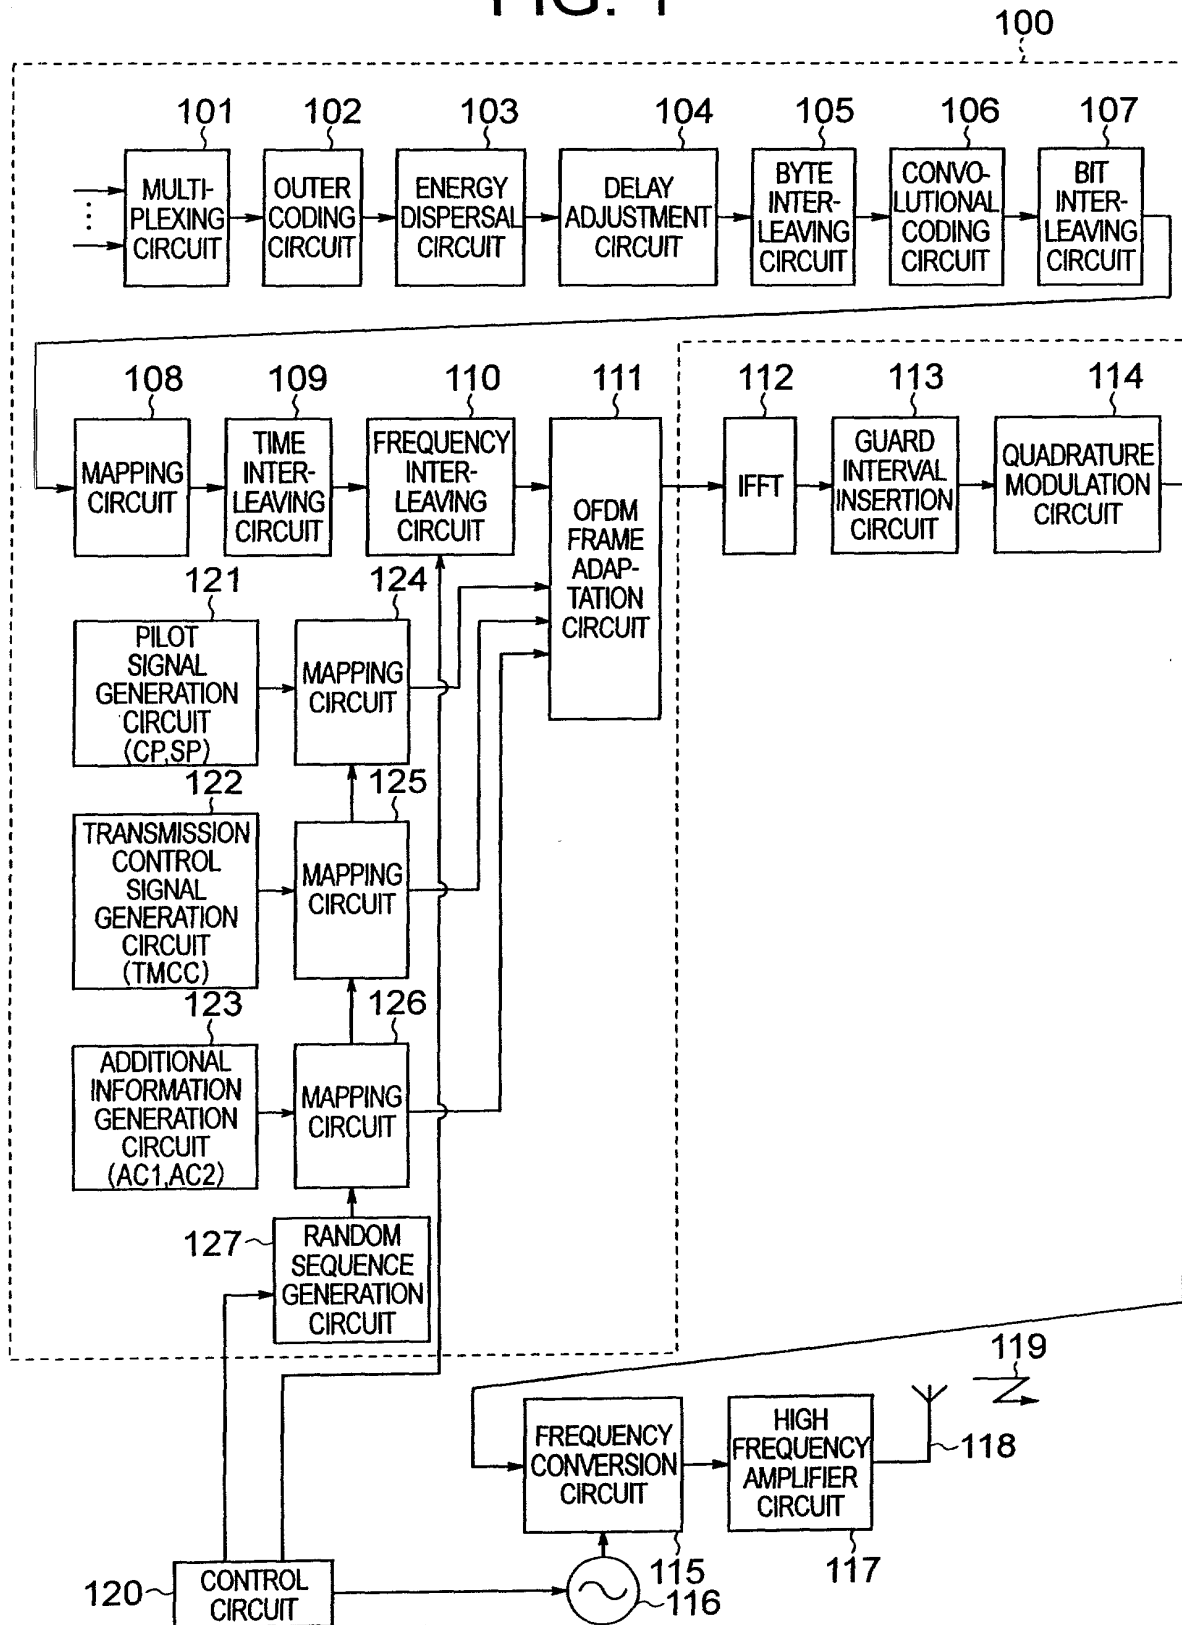 FIG. 1
100
101
102
103
104
105
106
107
MULTI-
PLEXING
CIRCUIT
OUTER
CODING
CIRCUIT
ENERGY
DISPERSAL
CIRCUIT
DELAY
ADJUSTMENT
CIRCUIT
BYTE
INTER-
LEAVING
CIRCUIT
CONVO-
LUTIONAL
CODING
CIRCUIT
BIT
INTER-
LEAVING
CIRCUIT
108
109
110
111
112
113
114
MAPPING
CIRCUIT
TIME
INTER-
LEAVING
CIRCUIT
FREQUENCY
INTER-
LEAVING
CIRCUIT
OFDM
FRAME
ADAP-
TATION
CIRCUIT
IFFT
GUARD
INTERVAL
INSERTION
CIRCUIT
QUADRATURE
MODULATION
CIRCUIT
121
124
PILOT
SIGNAL
GENERATION
CIRCUIT
(CP,SP)
MAPPING
CIRCUIT
122
125
TRANSMISSION
CONTROL
SIGNAL
GENERATION
CIRCUIT
(TMCC)
MAPPING
CIRCUIT
123
126
ADDITIONAL
INFORMATION
GENERATION
CIRCUIT
(AC1,AC2)
MAPPING
CIRCUIT
127
RANDOM
SEQUENCE
GENERATION
CIRCUIT
119
FREQUENCY
CONVERSION
CIRCUIT
HIGH
FREQUENCY
AMPLIFIER
CIRCUIT
118
115
117
120
CONTROL
CIRCUIT
116